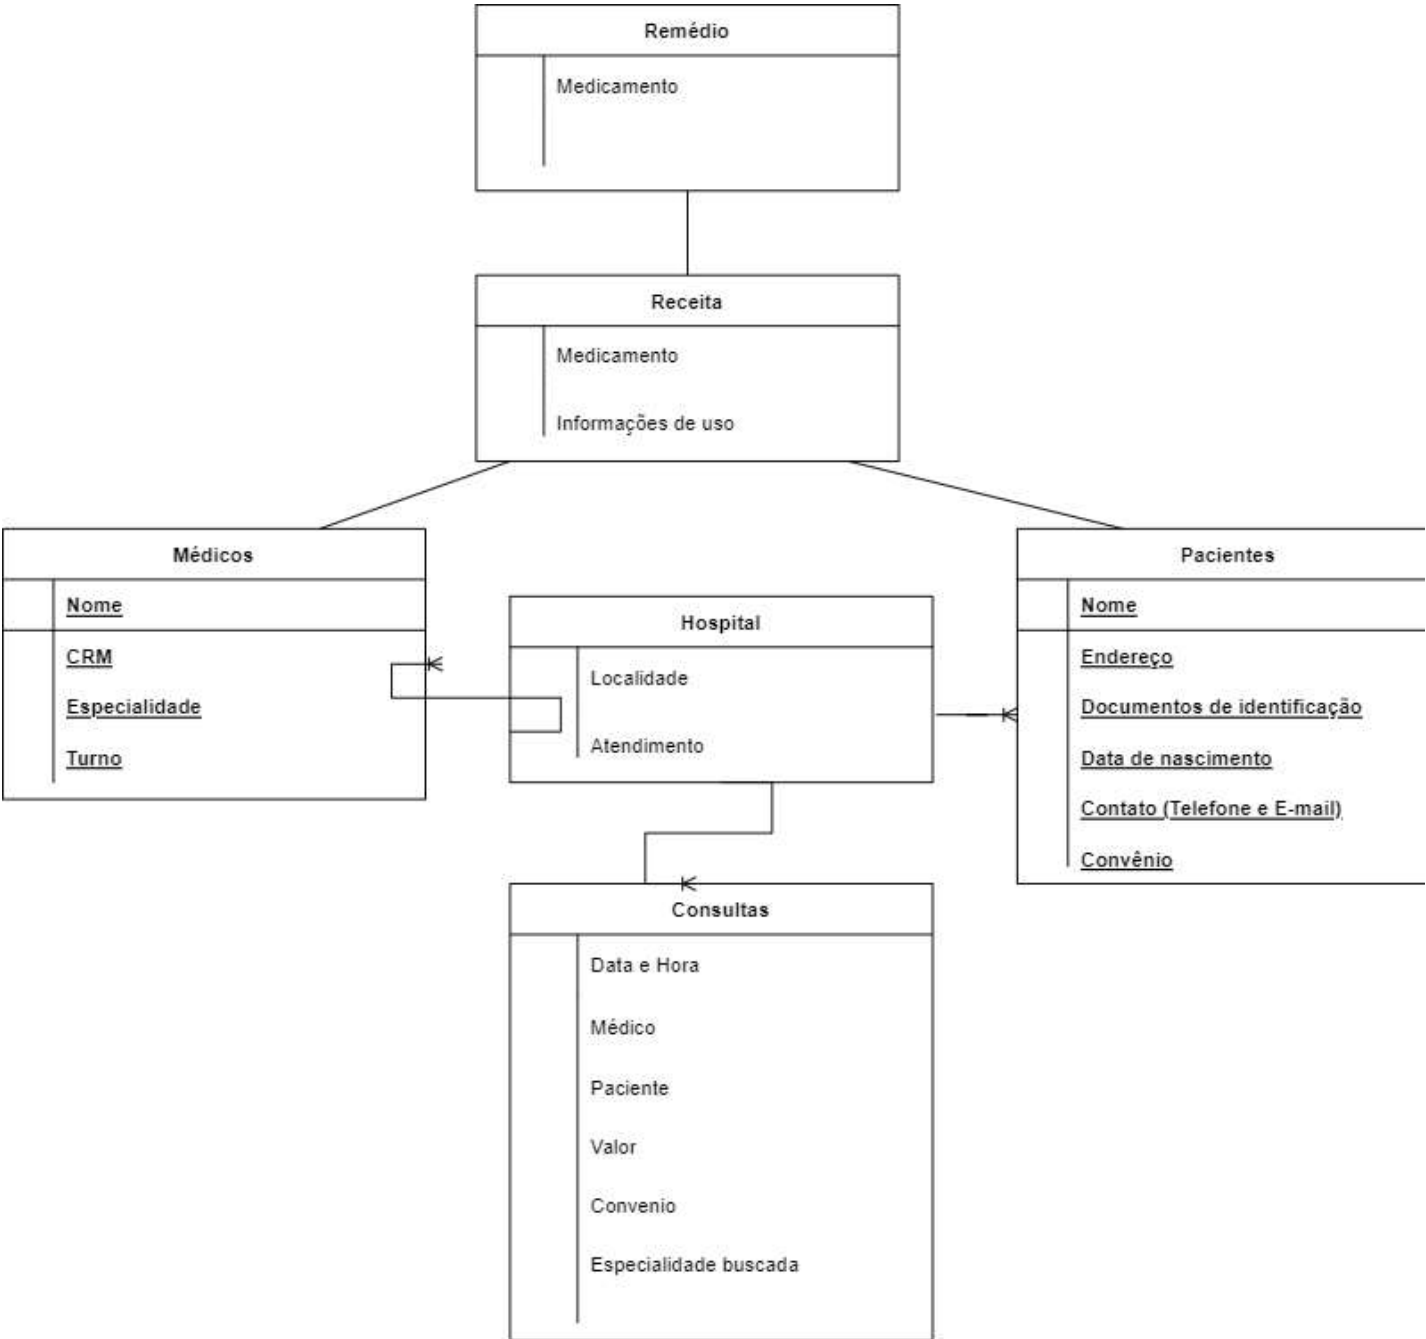 Remédio
Medicamento
Receita
Medicamento
Informações de uso
Médicos
Nome
CRM
Especialidade
Turno
Hospital
Localidade
Atendimento
Pacientes
Nome
Endereço
Documentos de identificação
Data de nascimento
Contato (Telefone e E-mail)
Convênio
Consultas
Data e Hora
Médico
Paciente
Valor
Convenio
Especialidade buscada